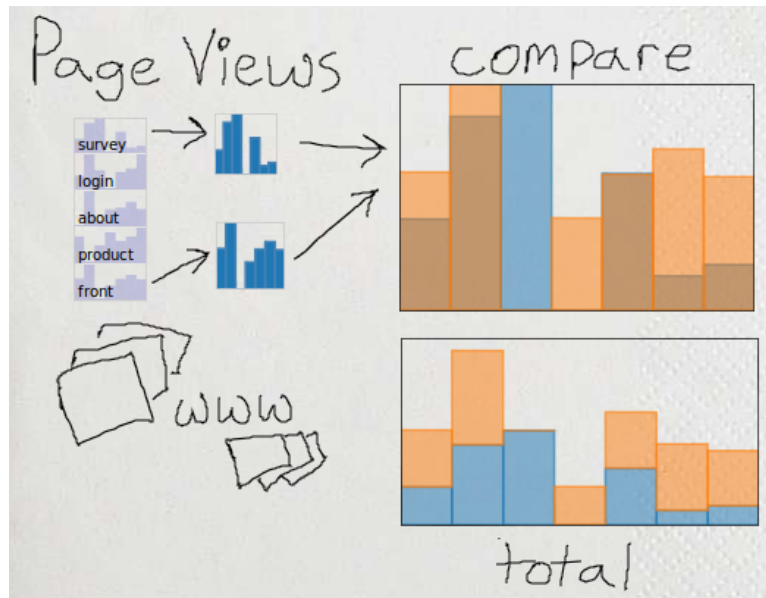 Page Views
compare
survey
login
about
product
front
www
total